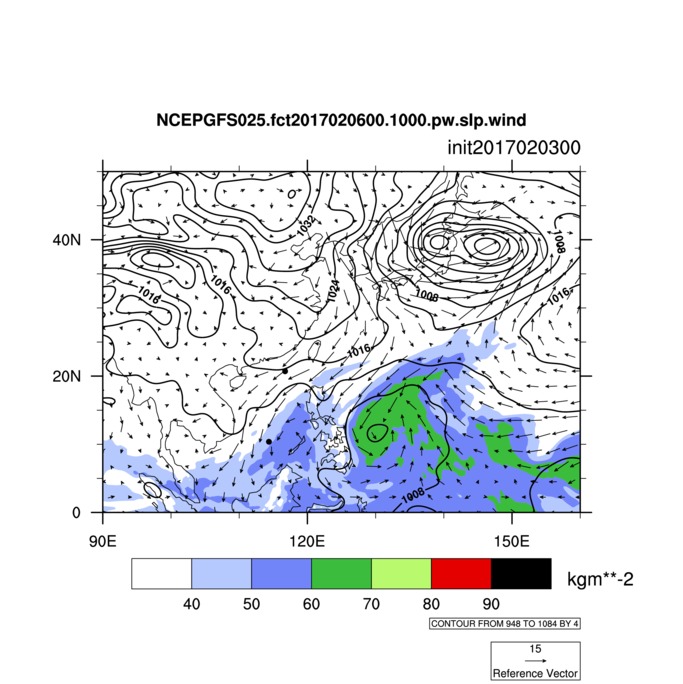 NCEPGFS025.fct2017020600.1000.pw.slp.wind
init2017020300
1032
40N
1008
1016
1016
1024
1008
1016
1016
20N
1008
0
90E 120E 150E
40 50 60 70 80 90
kgm**-2
CONTOUR FROM 948 TO 1084 BY 4
15
Reference Vector